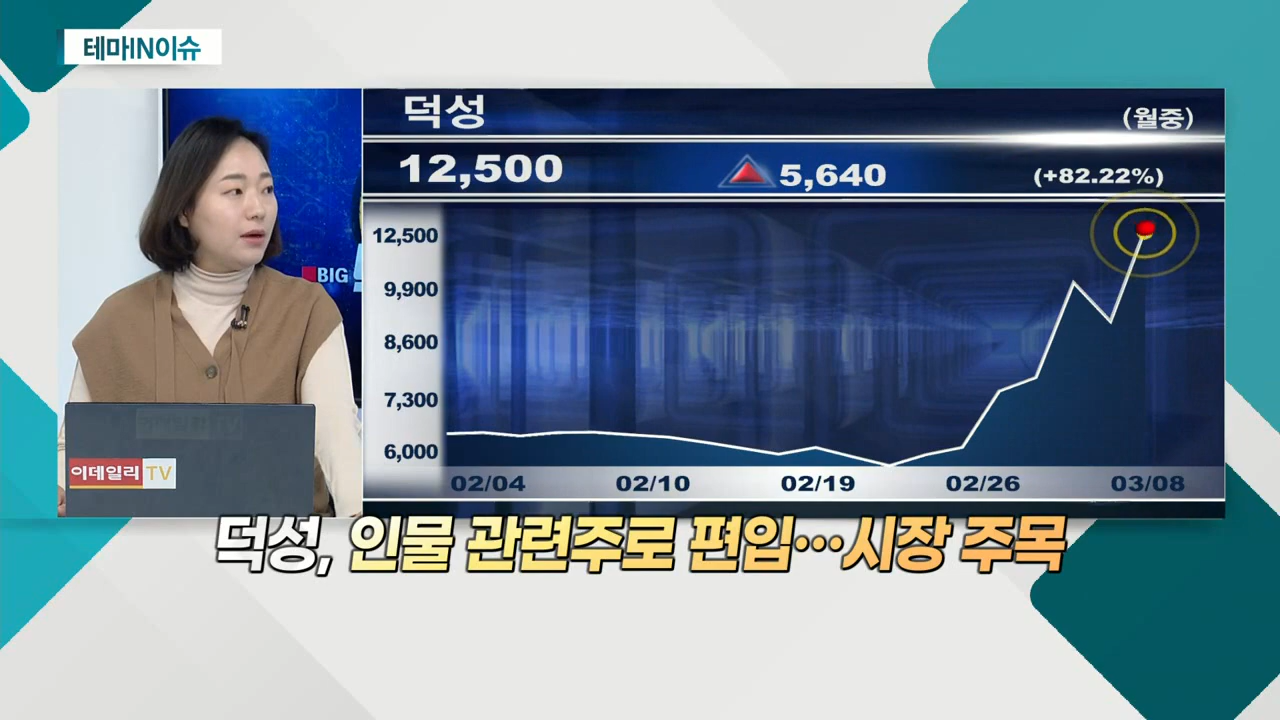 테마IN이슈
덕성
(월중)
12,500
5,640
(+82.22%)
BIG
12,500
9,900
8,600
7,300
6,000
02/04
02/10
02/19
02/26
03/08
이데일리 TV
덕성, 인물 관련주로 편입…시장 주목